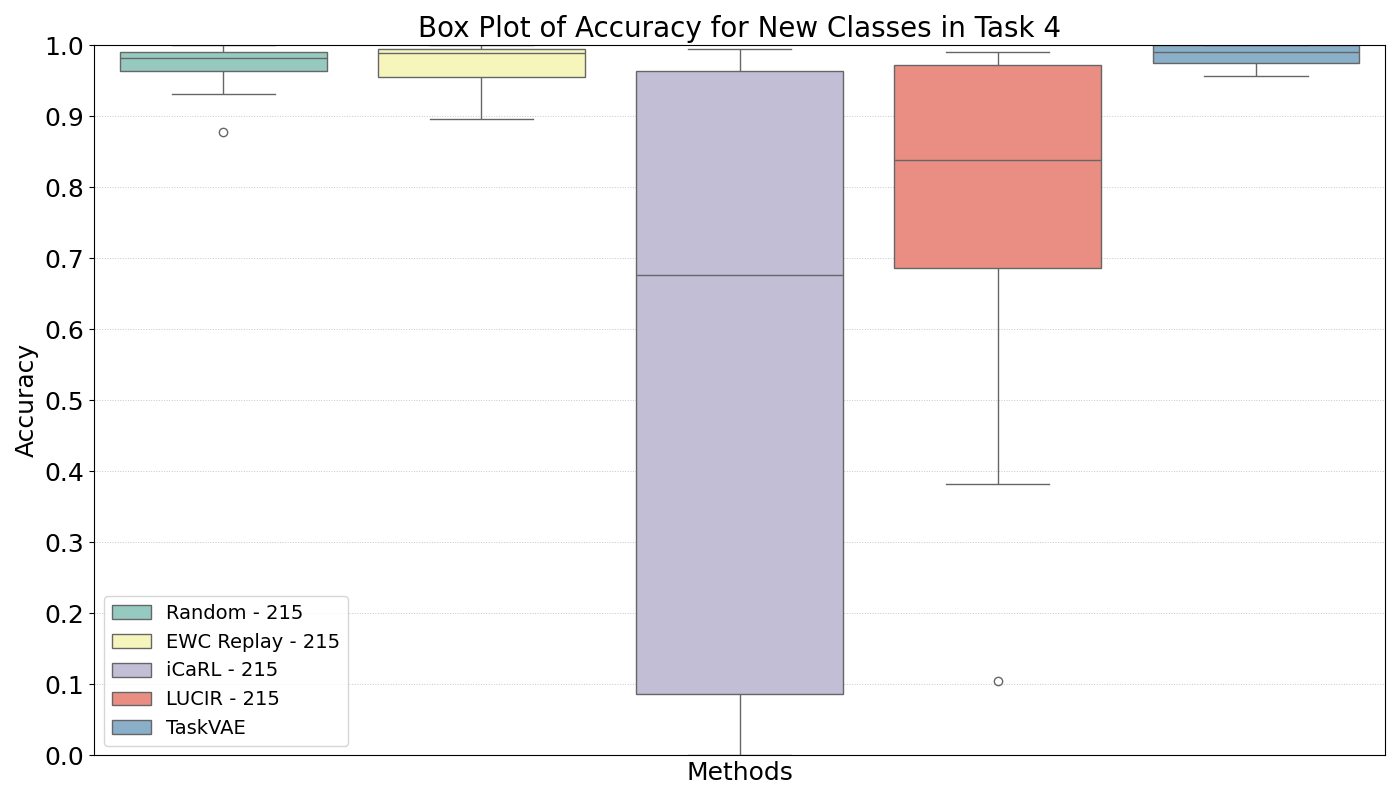 Box Plot of Accuracy for New Classes in Task 4
1.0
0.9
0.8
0.7
0.6
0.5
0.4
0.3
0.2
0.1
0.0
Accuracy
Random - 215
EWC Replay - 215
iCaRL - 215
LUCIR - 215
TaskVAE
Methods